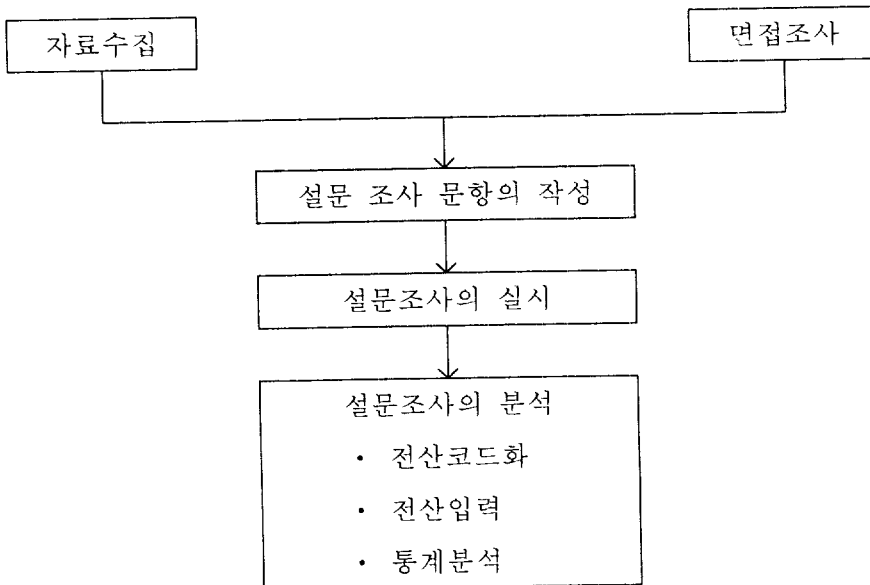 자료수집
면접조사
설문 조사 문항의 작성
설문조사의 실시
설문조사의 분석
· 전산코드화
· 전산입력
· 통계분석